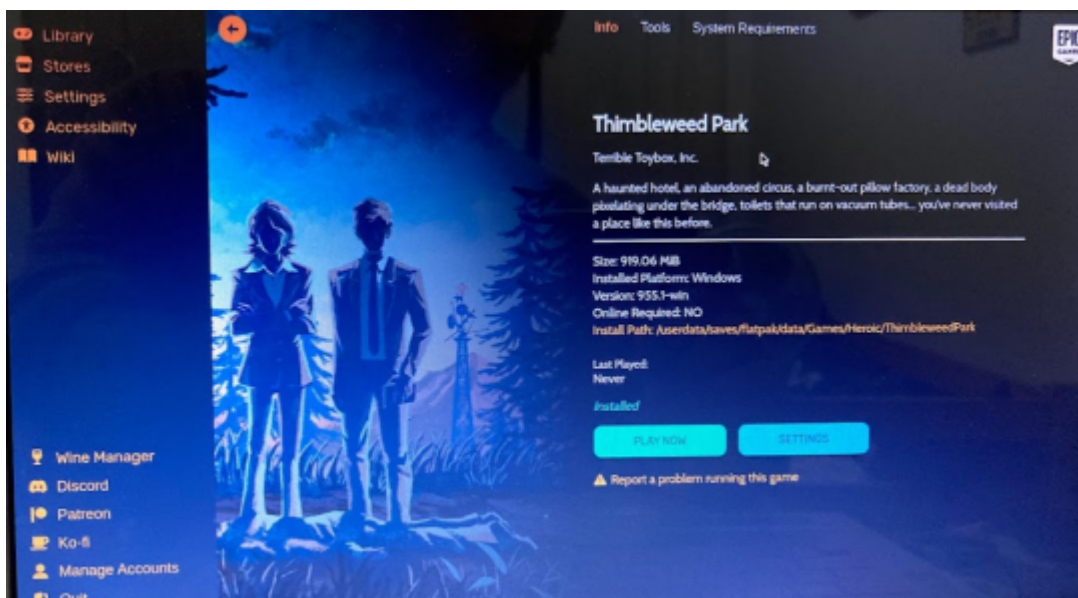 Library
Stores
Settings
Accessibility
Wiki
Wine Manager
Discord
Patreon
Ko-fi
Manage Accounts
Quit
Info Tools System Requirements
EPIC
GAMES
Thimbleweed Park
Terrible Toybox, Inc.
A haunted hotel, an abandoned circus, a burnt-out pillow factory, a dead body
pixelating under the bridge, toilets that run on vacuum tubes... you've never visited
a place like this before.
Size: 919.06 MiB
Installed Platform: Windows
Version: 955.1-win
Online Required: NO
Install Path: /userdata/saves/flatpak/data/Games/Heroic/ThimbleweedPark
Last Played:
Never
Installed
PLAY NOW SETTINGS
Report a problem running this game